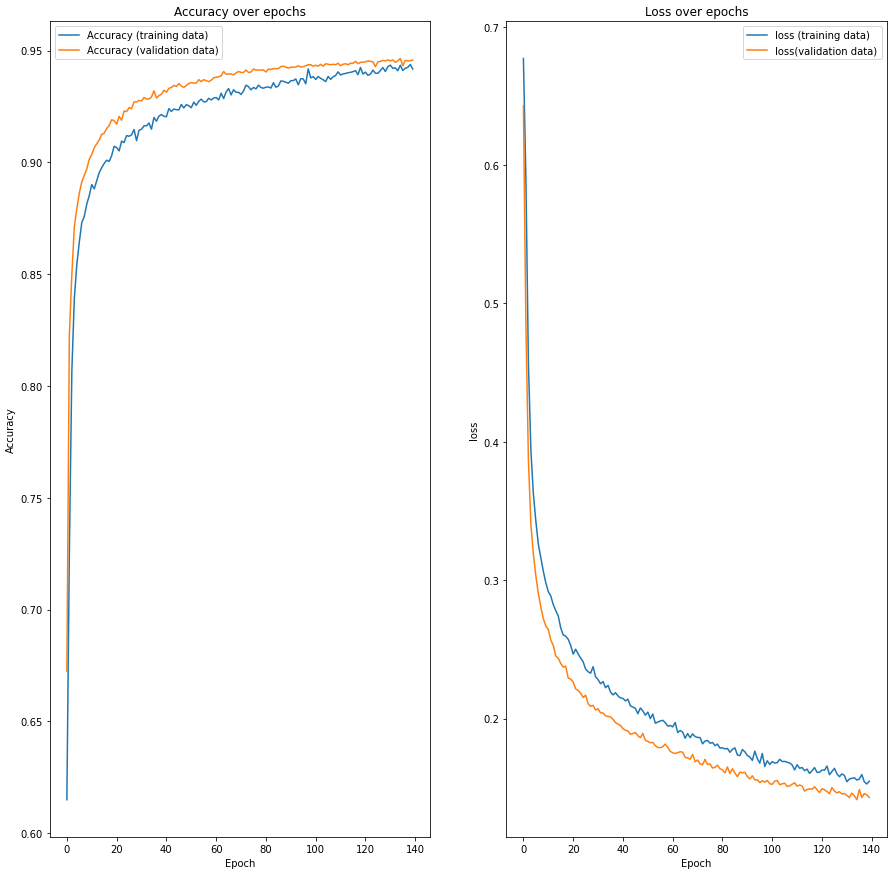 Accuracy over epochs
Accuracy (training data)
Accuracy (validation data)
0.95
0.90
0.85
0.80
0.75
0.70
0.65
0.60
Accuracy
0 20 40 60 80 100 120 140
Epoch
Loss over epochs
loss (training data)
loss(validation data)
0.7
0.6
0.5
0.4
0.3
0.2
loss
0 20 40 60 80 100 120 140
Epoch